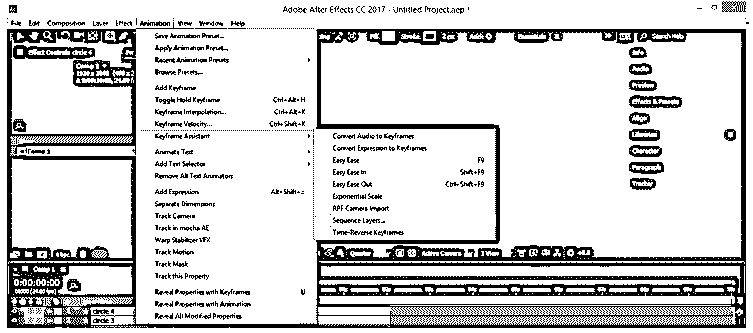 Adobe After Effects CC 2017 - Untitled Project.aep *
File Edit Composition Layer Effect Animation View Window Help
Save Animation Preset...
Apply Animation Preset...
Recent Animation Presets
Browse Presets...
Add Keyframe
Toggle Hold Keyframe Ctrl+Alt+H
Keyframe Interpolation... Ctrl+Alt+K
Keyframe Velocity... Ctrl+Shift+K
Keyframe Assistant
Animate Text
Add Text Selector
Remove All Text Animators
Add Expression Alt+Shift+=
Separate Dimensions
Track Camera
Track in mocha AE
Warp Stabilizer VFX
Track Motion
Track Mask
Track this Property
Reveal Properties with Keyframes U
Reveal Properties with Animation
Reveal All Modified Properties
Convert Audio to Keyframes
Convert Expression to Keyframes
Easy Ease F9
Easy Ease In Shift+F9
Easy Ease Out Ctrl+Shift+F9
Exponential Scale
RPF Camera Import
Sequence Layers...
Time-Reverse Keyframes
Effect Controls circle 4
Comp 1
Search Help
Info
Audio
Preview
Effects & Presets
Align
Libraries
Character
Paragraph
Tracker
Active Camera
1 View
Comp 1
0:00:00:00
circle 4
circle 3